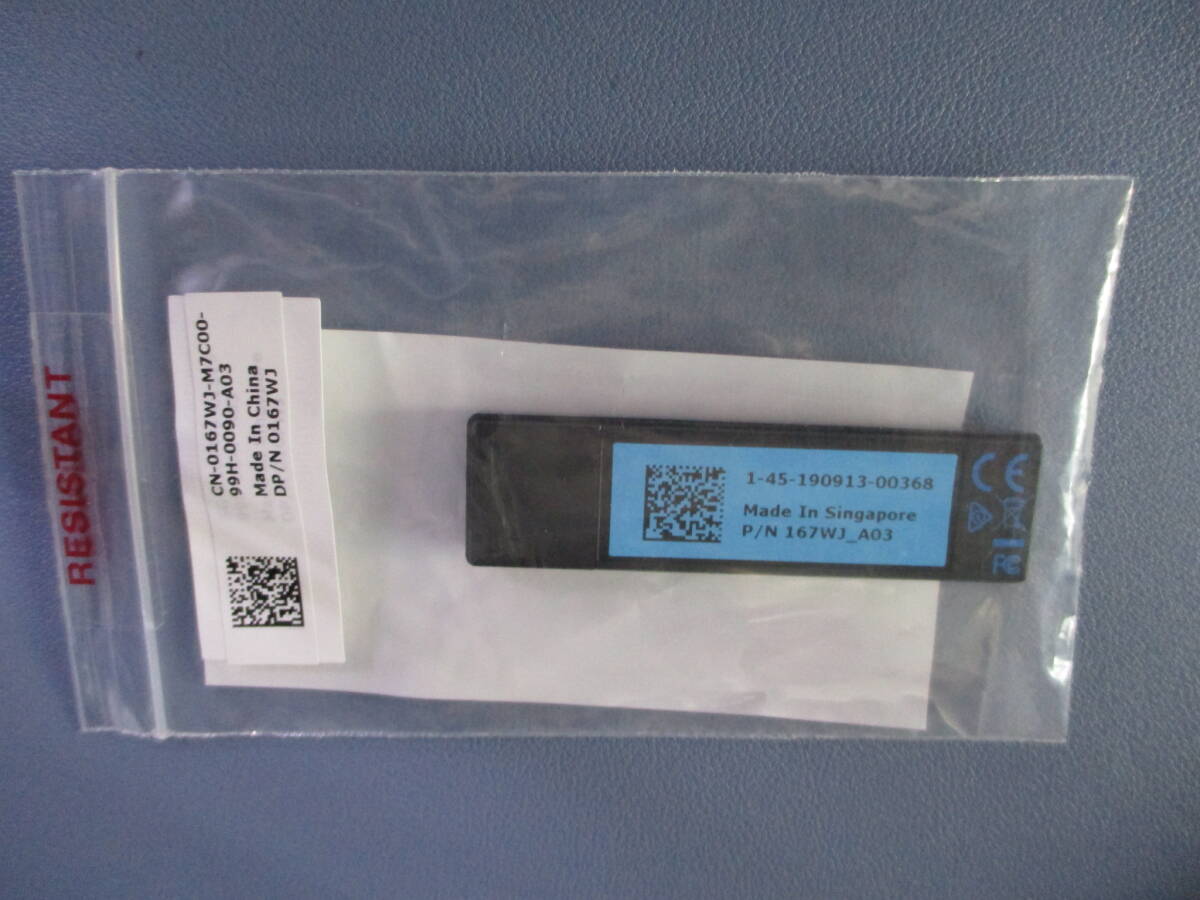 RESISTANT
CN-0167WJ-M7C00-
99H-0090-A03
Made In China
DP/N 0167WJ
1-45-190913-00368
Made In Singapore
P/N 167WJ_A03
CE
FC